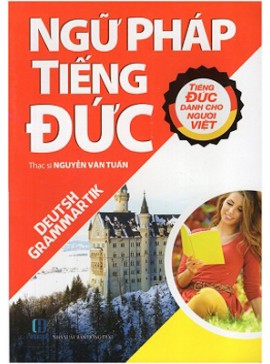 NGỮ PHÁP
TIẾNG
ĐỨC
TIẾNG
ĐỨC
DÀNH CHO
NGƯỜI
VIỆT
Thạc sĩ NGUYỄN VĂN TUẤN
DEUTSH
GRAMMARTIK